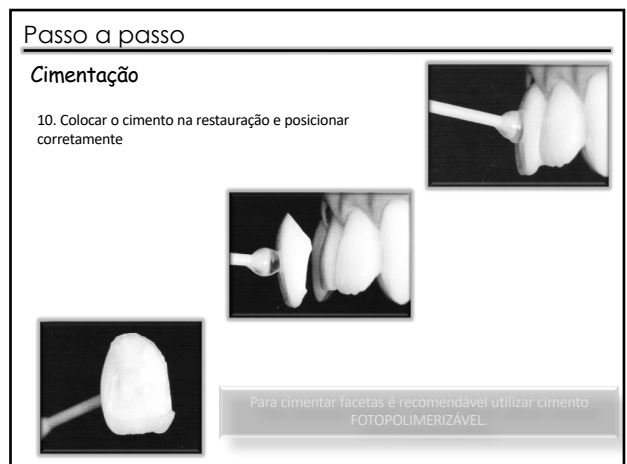 Passo a passo
Cimentação
10. Colocar o cimento na restauração e posicionar
corretamente
Para cimentar facetas é recomendável utilizar cimento
FOTOPOLIMERIZÁVEL.